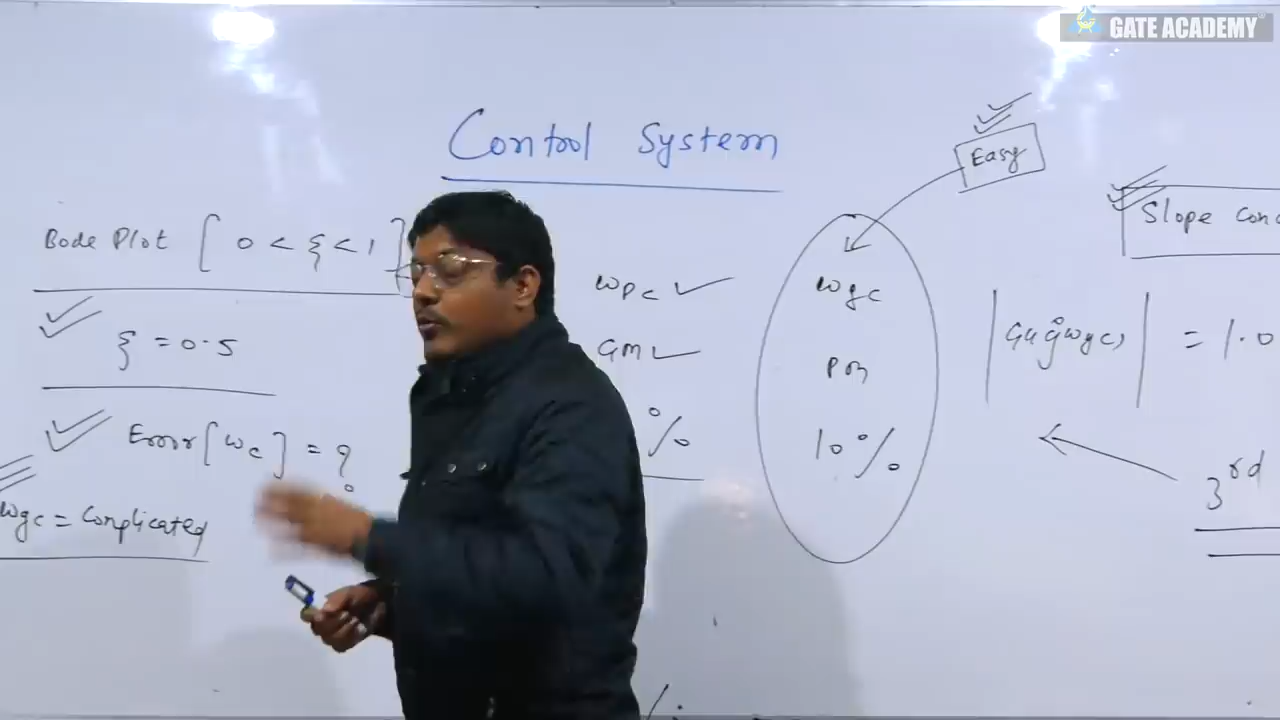 GATE ACADEMY
Control System
Easy
Bode Plot [ 0 < ξ < 1 ]
ξ = 0.5
Error [ωc] = ?
ωgc = Complicated
ωpc ✓
GM ✓
%
ωgc
PM
10%
Slope
|G(jωgc)| = 1.0
3rd